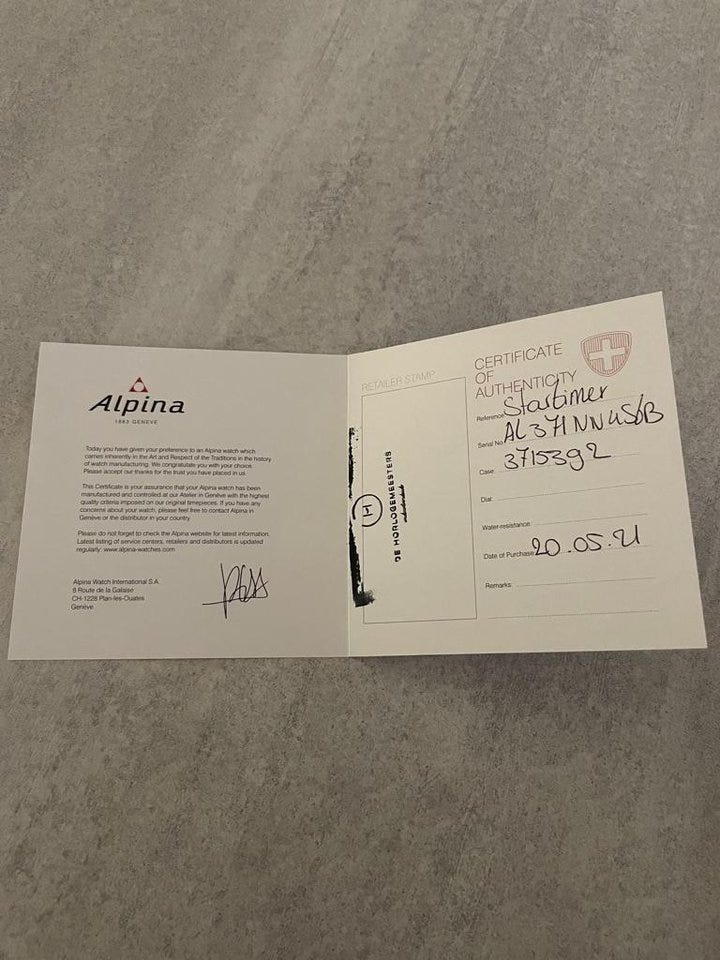 Alpina
1883 GENEVE
Today you have given your preference to an Alpina watch which
carries inherently in the Art and Respect of the Traditions in the history
of watch manufacturing. We congratulate you with your choice.
Please accept our thanks for the trust you have placed in us.
This Certificate is your assurance that your Alpina watch has been
manufactured and controlled at our Atelier in Genève with the highest
quality criteria imposed on our original timepieces. If you have any
concerns about your watch, please feel free to contact Alpina in
Genève or the distributor in your country.
Please do not forget to check the Alpina website for latest information.
Latest listing of service centers, retailers and distributors is updated
regularly: www.alpina-watches.com
Alpina Watch International S.A.
8 Route de la Galaise
CH-1228 Plan-les-Ouates
Genève
RETAILER STAMP
H
DE HORLOGEMEESTERS
CERTIFICATE
OF
AUTHENTICITY
Reference: Startimer
Serial No: AL371NN4S6B
Case: 3715392
Dial:
Water-resistance:
Date of Purchase: 20.05.21
Remarks: